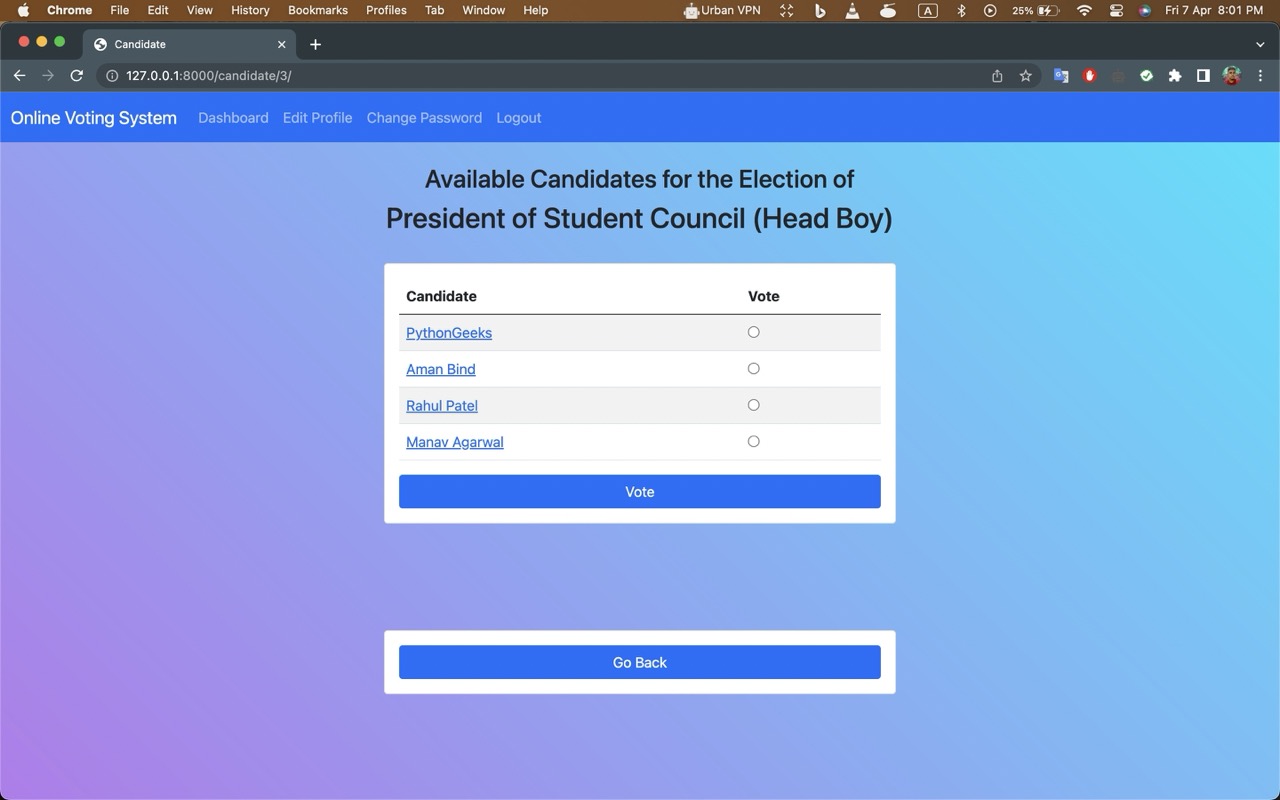 Chrome File Edit View History Bookmarks Profiles Tab Window Help Urban VPN A 25% Fri 7 Apr 8:01 PM
Candidate
127.0.0.1:8000/candidate/3/
Online Voting System Dashboard Edit Profile Change Password Logout
Available Candidates for the Election of
President of Student Council (Head Boy)
Candidate Vote
PythonGeeks
Aman Bind
Rahul Patel
Manav Agarwal
Vote
Go Back